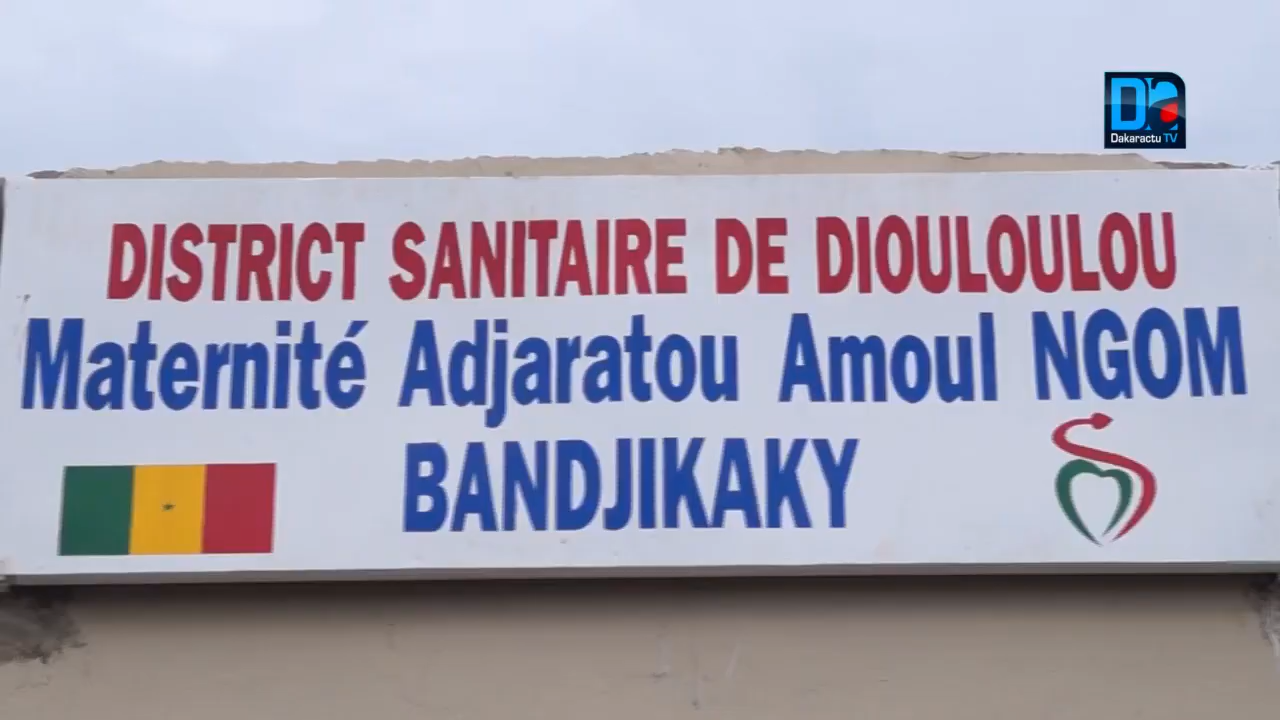 Dakaractu TV
DISTRICT SANITAIRE DE DIOULOULOU
Maternité Adjaratou Amoul NGOM
BANDJIKAKY